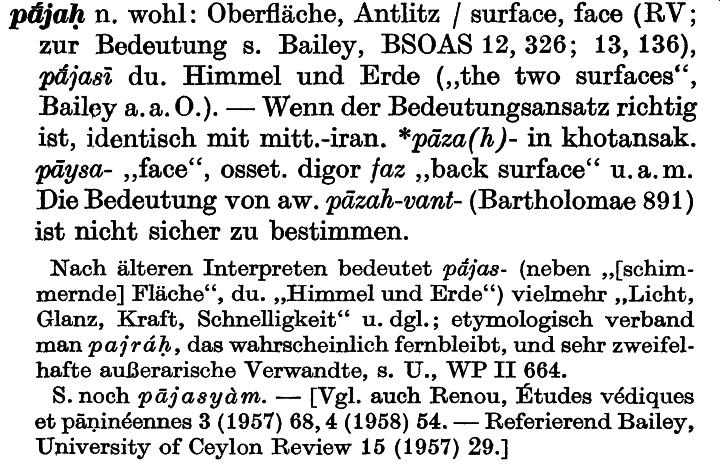 pā́jaḥ n. wohl: Oberfläche, Antlitz / surface, face (RV;
zur Bedeutung s. Bailey, BSOAS 12, 326; 13, 136),
pā́jasī du. Himmel und Erde („the two surfaces“,
Bailey a. a. O.). — Wenn der Bedeutungsansatz richtig
ist, identisch mit mitt.-iran. *pāza(h)- in khotansak.
pāysa- „face“, osset. digor faz „back surface“ u. a. m.
Die Bedeutung von aw. pāzah-vant- (Bartholomae 891)
ist nicht sicher zu bestimmen.
Nach älteren Interpreten bedeutet pā́jas- (neben „[schim-
mernde] Fläche“, du. „Himmel und Erde“) vielmehr „Licht,
Glanz, Kraft, Schnelligkeit“ u. dgl.; etymologisch verband
man pajráḥ, das wahrscheinlich fernbleibt, und sehr zweifel-
hafte außerarische Verwandte, s. U., WP II 664.
S. noch pājasyàm. — [Vgl. auch Renou, Études védiques
et pāṇinéennes 3 (1957) 68, 4 (1958) 54. — Referierend Bailey,
University of Ceylon Review 15 (1957) 29.]